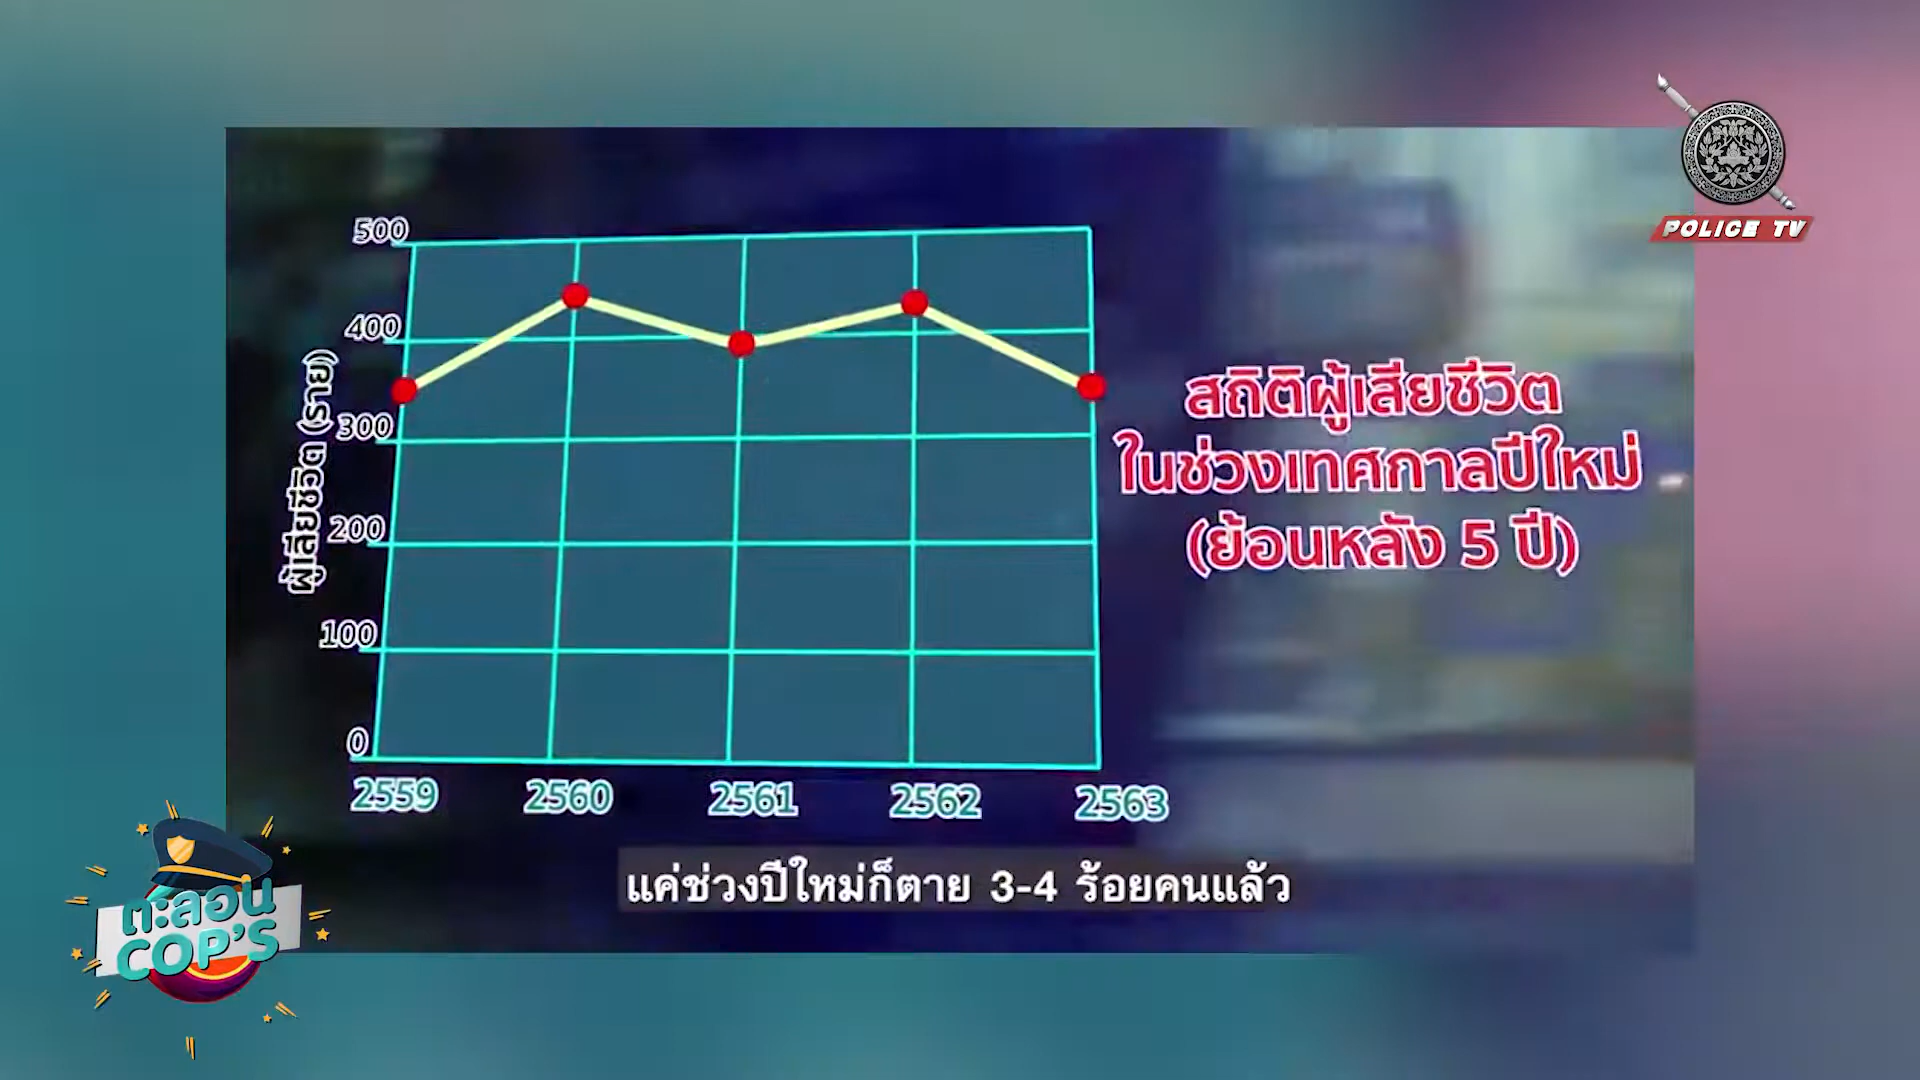 POLICE TV
500
400
300
200
100
0
ผู้เสียชีวิต (ราย)
2559 2560 2561 2562 2563
สถิติผู้เสียชีวิต
ในช่วงเทศกาลปีใหม่
(ย้อนหลัง 5 ปี)
แค่ช่วงปีใหม่ก็ตาย 3-4 ร้อยคนแล้ว
ตะลอน
COP'S